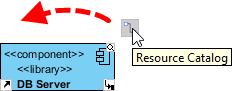 <<component>>
<<library>>
DB Server
Resource Catalog